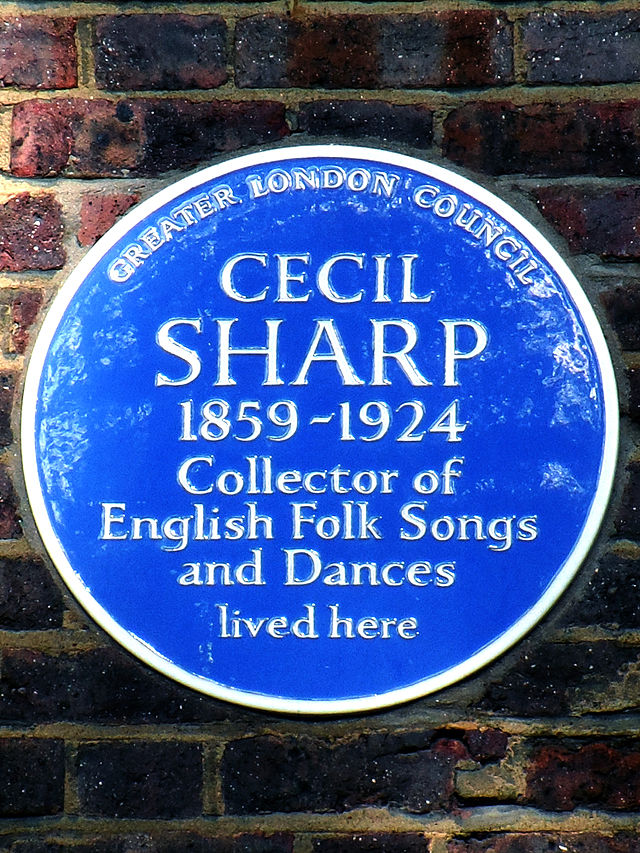 GREATER LONDON COUNCIL
CECIL
SHARP
1859-1924
Collector of
English Folk Songs
and Dances
lived here